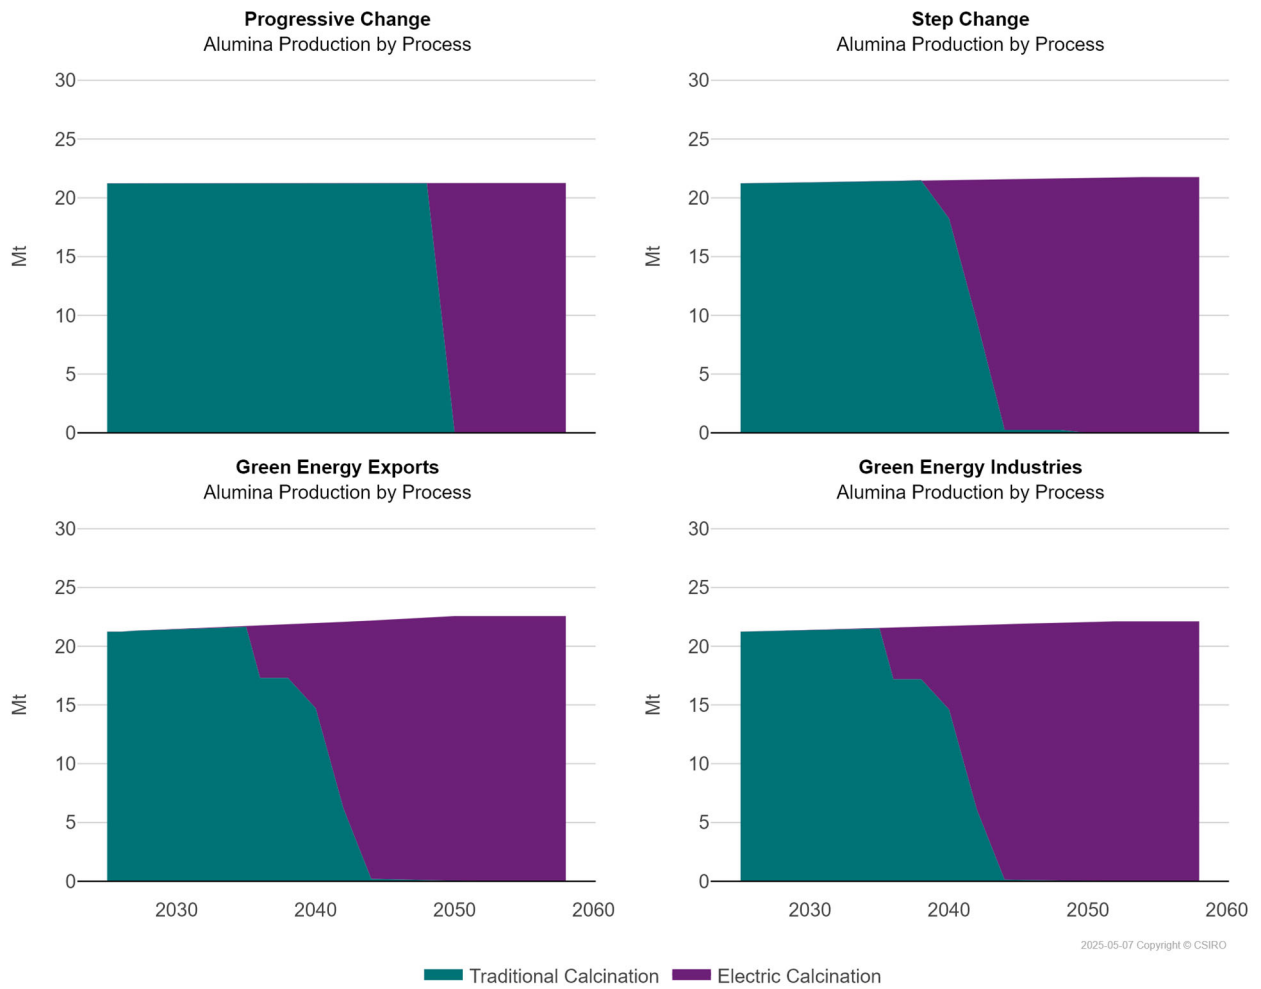 Progressive Change
Alumina Production by Process
30
25
20
15
10
5
0
Mt
Step Change
Alumina Production by Process
30
25
20
15
10
5
0
Mt
Green Energy Exports
Alumina Production by Process
30
25
20
15
10
5
0
Mt
2030 2040 2050 2060
Green Energy Industries
Alumina Production by Process
30
25
20
15
10
5
0
Mt
2030 2040 2050 2060
2025-05-07 Copyright © CSIRO
Traditional Calcination Electric Calcination